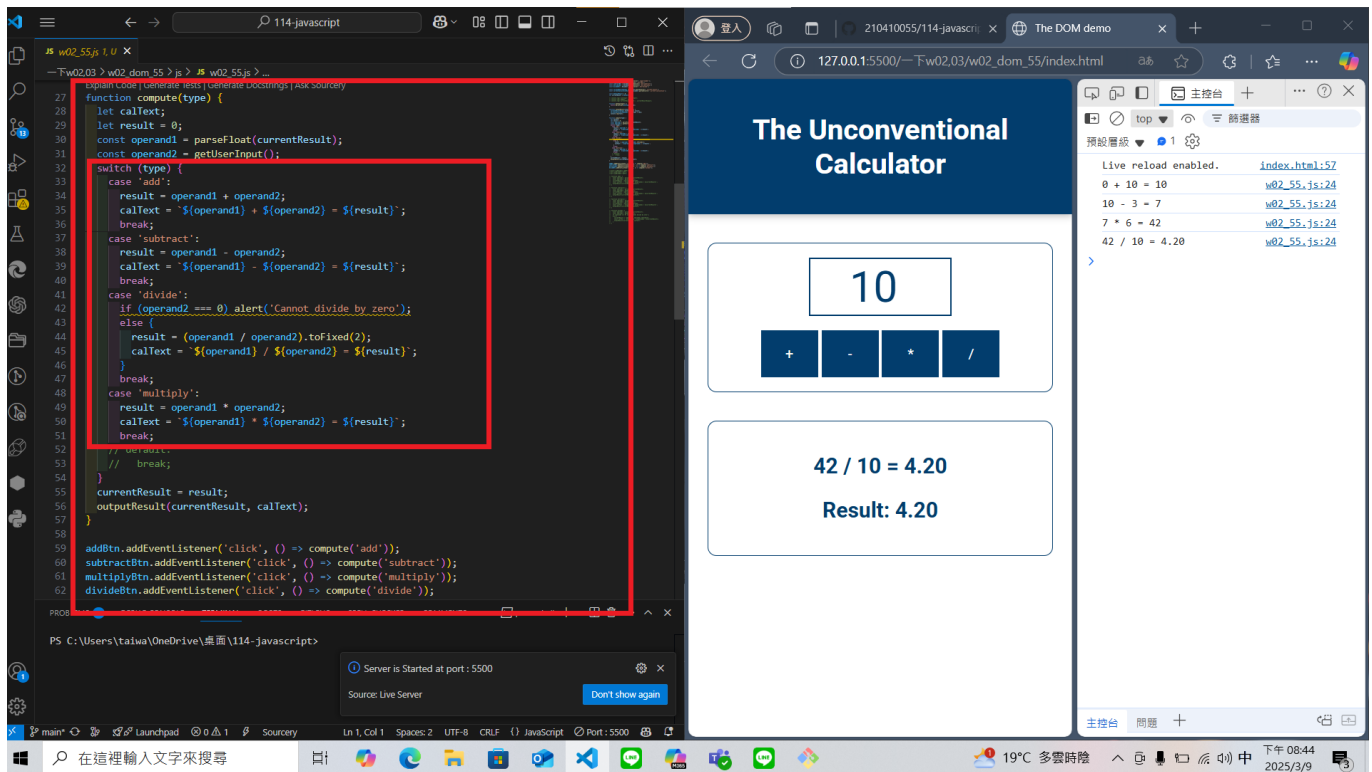 114-javascript
JS w02_55.js 1, U
一下w02,03 > w02_dom_55 > js > JS w02_55.js > ...
Explain Code | Generate Tests | Generate Docstrings | Ask Sourcery
27 function compute(type) {
28 let calText;
29 let result = 0;
30 const operand1 = parseFloat(currentResult);
31 const operand2 = getUserInput();
32 switch (type) {
33 case 'add':
34 result = operand1 + operand2;
35 calText = `${operand1} + ${operand2} = ${result}`;
36 break;
37 case 'subtract':
38 result = operand1 - operand2;
39 calText = `${operand1} - ${operand2} = ${result}`;
40 break;
41 case 'divide':
42 if (operand2 === 0) alert('Cannot divide by zero');
43 else {
44 result = (operand1 / operand2).toFixed(2);
45 calText = `${operand1} / ${operand2} = ${result}`;
46 }
47 break;
48 case 'multiply':
49 result = operand1 * operand2;
50 calText = `${operand1} * ${operand2} = ${result}`;
51 break;
52 // default:
53 // break;
54 }
55 currentResult = result;
56 outputResult(currentResult, calText);
57 }
58
59 addBtn.addEventListener('click', () => compute('add'));
60 subtractBtn.addEventListener('click', () => compute('subtract'));
61 multiplyBtn.addEventListener('click', () => compute('multiply'));
62 divideBtn.addEventListener('click', () => compute('divide'));
PS C:\Users\taiwa\OneDrive\桌面\114-javascript>
Server is Started at port : 5500
Source: Live Server
Don't show again
main* Launchpad 0 1 Sourcery Ln 1, Col 1 Spaces: 2 UTF-8 CRLF {} JavaScript Port : 5500
登入
210410055/114-javascrip
The DOM demo
127.0.0.1:5500/一下w02,03/w02_dom_55/index.html
The Unconventional
Calculator
10
+ - * /
42 / 10 = 4.20
Result: 4.20
主控台
top
篩選器
預設層級 1
Live reload enabled. index.html:57
0 + 10 = 10 w02_55.js:24
10 - 3 = 7 w02_55.js:24
7 * 6 = 42 w02_55.js:24
42 / 10 = 4.20 w02_55.js:24
主控台 問題
在這裡輸入文字來搜尋
19°C 多雲時陰
中
下午 08:44
2025/3/9
3